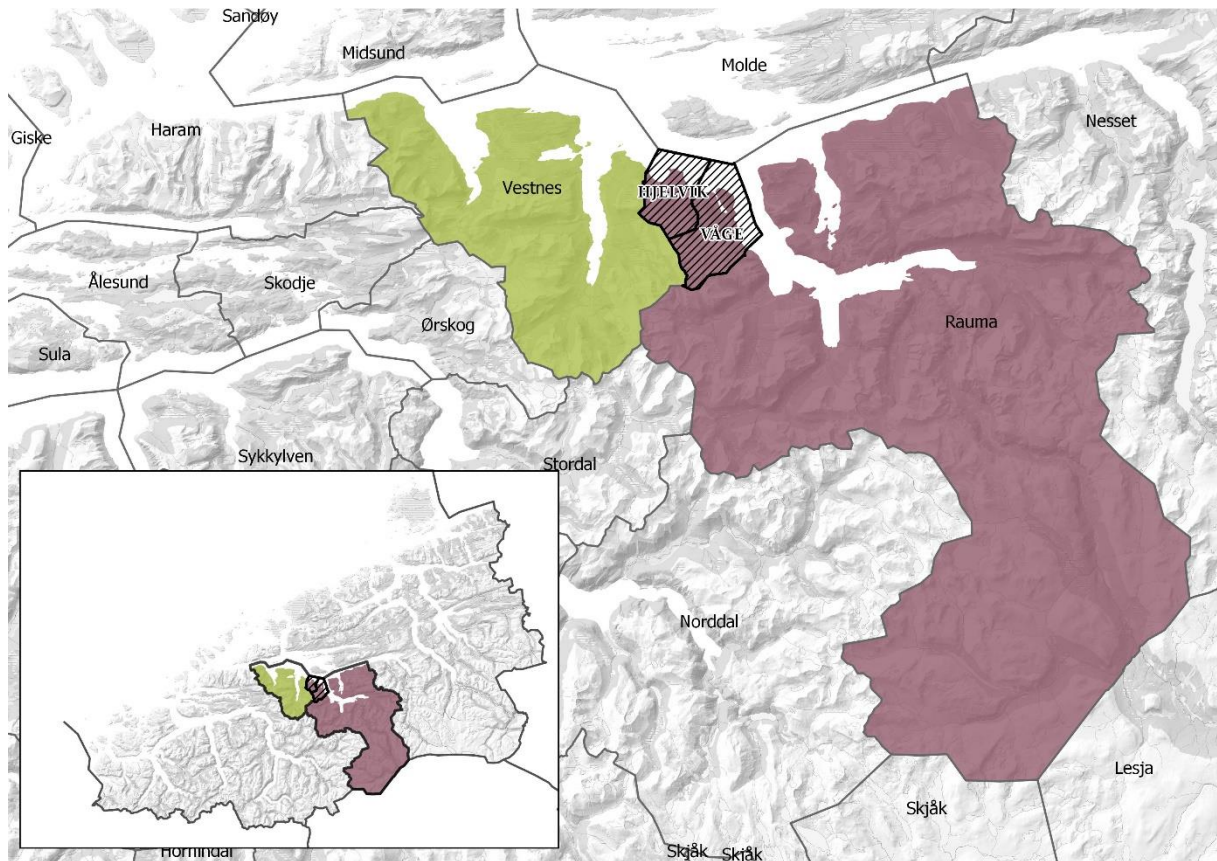 Sandøy
Midsund
Molde
Giske
Haram
Nesset
Vestnes
HJELVIK
VÅGE
Ålesund
Skodje
Ørskog
Rauma
Sula
Sykkylven
Stordal
Norddal
Lesja
Skjåk
Skjåk
Skjåk
Hornindal